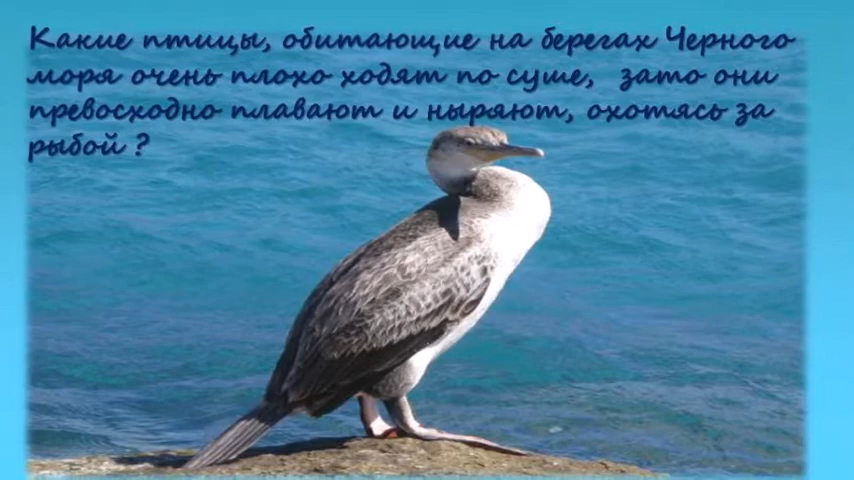 Какие птицы, обитающие на берегах Черного
моря очень плохо ходят по суше, зато они
превосходно плавают и ныряют, охотясь за
рыбой ?